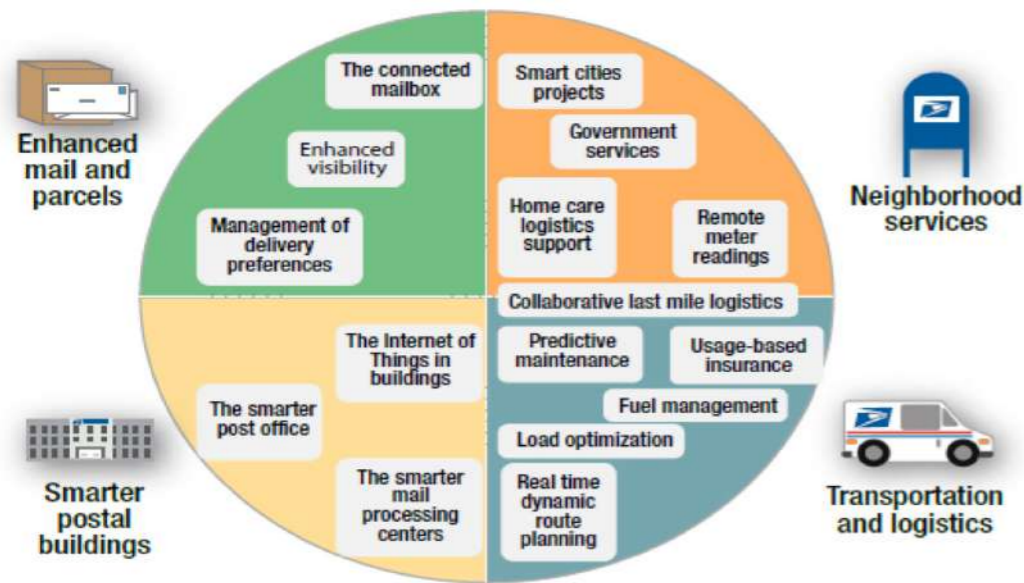 Enhanced
mail and
parcels
The connected
mailbox
Enhanced
visibility
Management of
delivery
preferences
Smart cities
projects
Government
services
Home care
logistics
support
Remote
meter
readings
Neighborhood
services
Collaborative last mile logistics
Smarter
postal
buildings
The Internet of
Things in
buildings
The smarter
post office
The smarter
mail
processing
centers
Predictive
maintenance
Usage-based
insurance
Fuel management
Load optimization
Real time
dynamic
route
planning
Transportation
and logistics